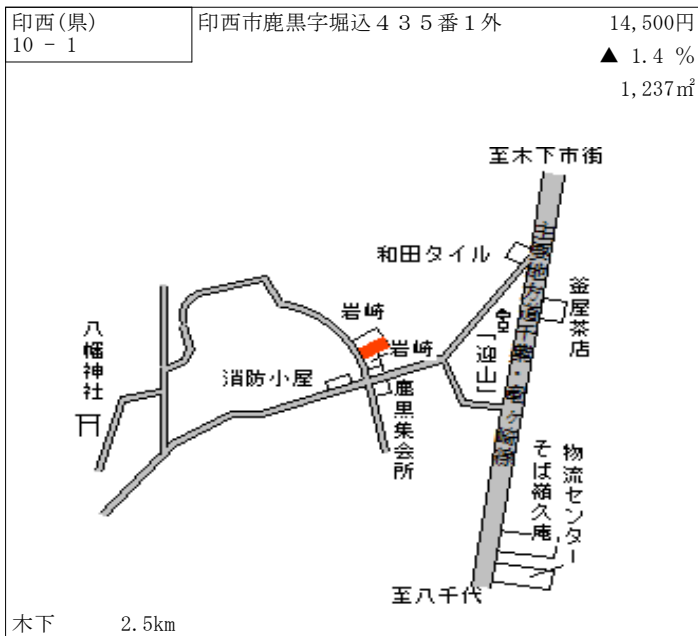 印西(県)
10 - 1
印西市鹿黒字堀込４３５番１外
14,500円
▲ 1.4 %
1,237㎡
至木下市街
和田タイル
釜屋茶店
「迎山」
岩崎
岩崎
八幡神社
消防小屋
鹿黒集会所
そば嶺久庵
物流センター
至八千代
木下 2.5km